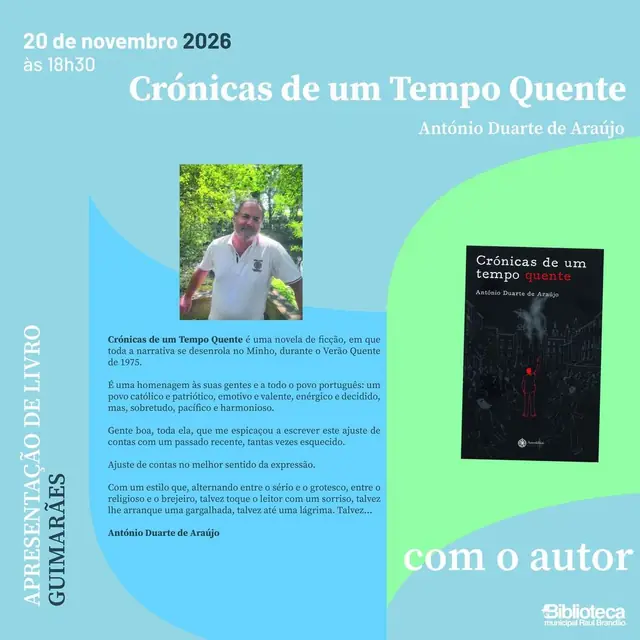 20 de novembro 2026
às 18h30
Crónicas de um Tempo Quente
António Duarte de Araújo
Crónicas de um
tempo quente
António Duarte de Araújo
Crónicas de um Tempo Quente é uma novela de ficção, em que
toda a narrativa se desenrola no Minho, durante o Verão Quente
de 1975.
É uma homenagem às suas gentes e a todo o povo português: um
povo católico e patriótico, emotivo e valente, enérgico e decidido,
mas, sobretudo, pacífico e harmonioso.
Gente boa, toda ela, que me espicaçou a escrever este ajuste de
contas com um passado recente, tantas vezes esquecido.
Ajuste de contas no melhor sentido da expressão.
Com um estilo que, alternando entre o sério e o grotesco, entre o
religioso e o brejeiro, talvez toque o leitor com um sorriso, talvez
lhe arranque uma gargalhada, talvez até uma lágrima. Talvez...
António Duarte de Araújo
APRESENTAÇÃO DE LIVRO
GUIMARÃES
com o autor
Biblioteca
municipal Raul Brandão